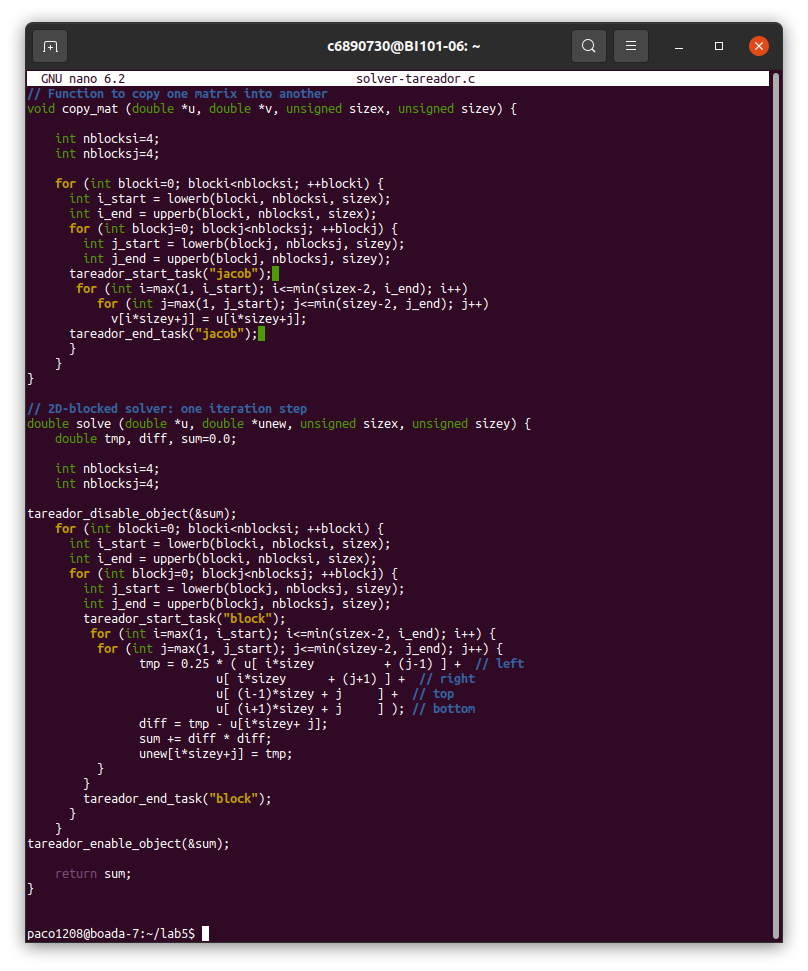 c6890730@BI101-06: ~
GNU nano 6.2 solver-tareador.c
// Function to copy one matrix into another
void copy_mat (double *u, double *v, unsigned sizex, unsigned sizey) {
    int nblocksi=4;
    int nblocksj=4;
    for (int blocki=0; blocki<nblocksi; ++blocki) {
      int i_start = lowerb(blocki, nblocksi, sizex);
      int i_end = upperb(blocki, nblocksi, sizex);
      for (int blockj=0; blockj<nblocksj; ++blockj) {
        int j_start = lowerb(blockj, nblocksj, sizey);
        int j_end = upperb(blockj, nblocksj, sizey);
      tareador_start_task("jacob");
       for (int i=max(1, i_start); i<=min(sizex-2, i_end); i++)
          for (int j=max(1, j_start); j<=min(sizey-2, j_end); j++)
            v[i*sizey+j] = u[i*sizey+j];
      tareador_end_task("jacob");
      }
    }
}
// 2D-blocked solver: one iteration step
double solve (double *u, double *unew, unsigned sizex, unsigned sizey) {
    double tmp, diff, sum=0.0;
    int nblocksi=4;
    int nblocksj=4;
tareador_disable_object(&sum);
    for (int blocki=0; blocki<nblocksi; ++blocki) {
      int i_start = lowerb(blocki, nblocksi, sizex);
      int i_end = upperb(blocki, nblocksi, sizex);
      for (int blockj=0; blockj<nblocksj; ++blockj) {
        int j_start = lowerb(blockj, nblocksj, sizey);
        int j_end = upperb(blockj, nblocksj, sizey);
        tareador_start_task("block");
         for (int i=max(1, i_start); i<=min(sizex-2, i_end); i++) {
          for (int j=max(1, j_start); j<=min(sizey-2, j_end); j++) {
                tmp = 0.25 * ( u[ i*sizey          + (j-1) ] +  // left
                           u[ i*sizey      + (j+1) ] +  // right
                           u[ (i-1)*sizey + j     ] +  // top
                           u[ (i+1)*sizey + j     ] ); // bottom
                diff = tmp - u[i*sizey+ j];
                sum += diff * diff;
                unew[i*sizey+j] = tmp;
          }
        }
        tareador_end_task("block");
      }
    }
tareador_enable_object(&sum);
    return sum;
}
paco1208@boada-7:~/lab5$